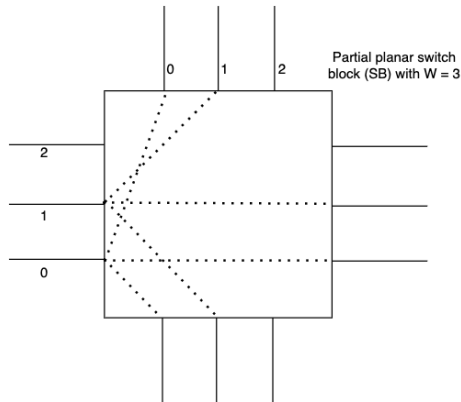 0 1 2
Partial planar switch
block (SB) with W = 3
2
1
0